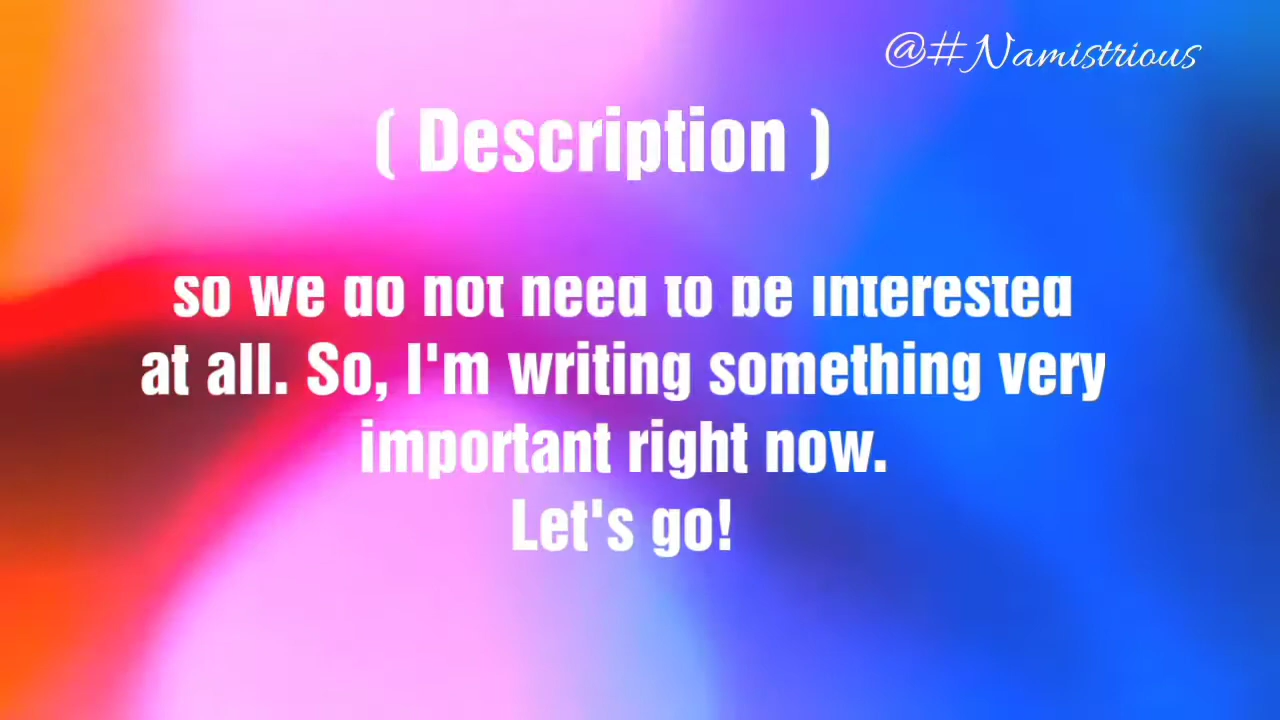 @#Namistrious
( Description )
so we do not need to be interested
at all. So, I'm writing something very
important right now.
Let's go!